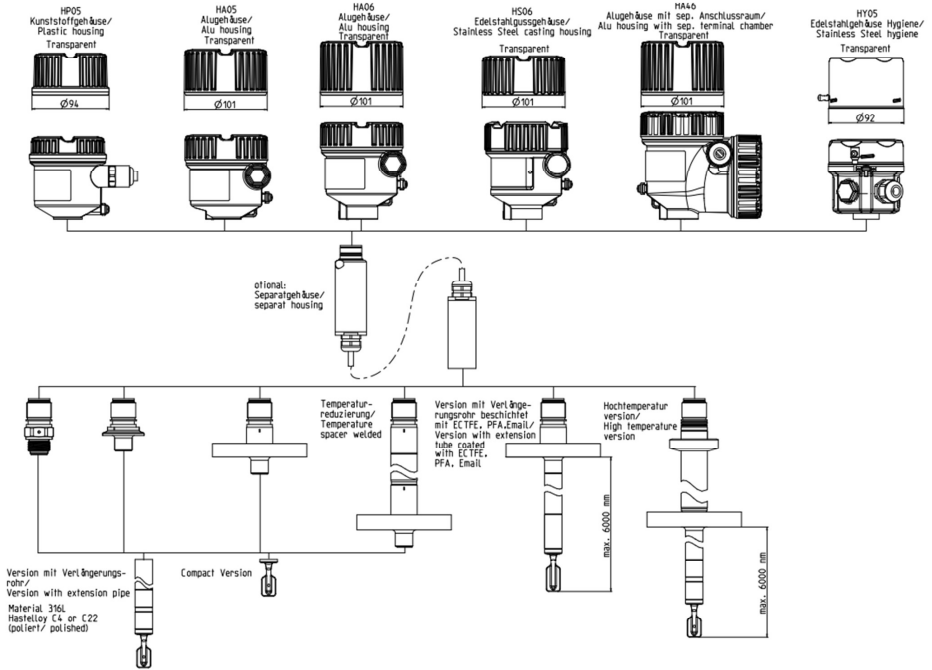 HP05
Kunststoffgehäuse/
Plastic housing
Transparent
Ø94
HA05
Alugehäuse/
Alu housing
Transparent
Ø101
HA06
Alugehäuse/
Alu housing
Transparent
Ø101
HS06
Edelstahlgussgehäuse/
Stainless Steel casting housing
Transparent
Ø101
HA46
Alugehäuse mit sep. Anschlussraum/
Alu housing with sep. terminal chamber
Transparent
Ø101
HY05
Edelstahlgehäuse Hygiene/
Stainless Steel hygiene
Transparent
Ø92
otional:
Separatgehäuse/
separat housing
Temperatur-
reduzierung/
Temperature
spacer welded
Version mit Verlänge-
rungsrohr beschichtet
mit ECTFE, PFA,Email/
Version with extension
tube coated
with ECTFE,
PFA, Email
max. 6000 mm
Hochtemperatur
version/
High temperature
version
max. 6000 nm
Version mit Verlängerungs-
rohr/
Version with extension pipe
Material 316L
Hastelloy C4 or C22
(poliert/ polished)
Compact Version